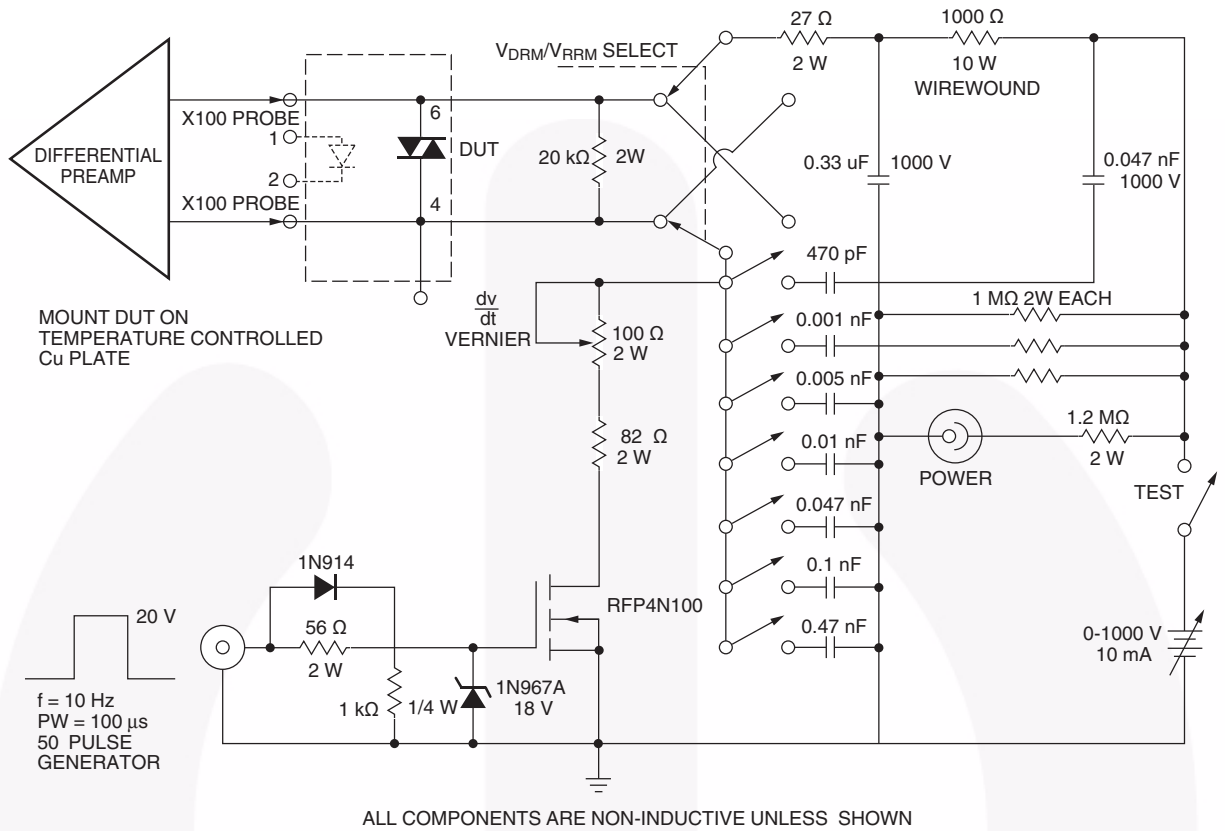 27 Ω
2 W
1000 Ω
10 W
WIREWOUND
V_DRM/V_RRM SELECT
X100 PROBE
1
2
X100 PROBE
DIFFERENTIAL
PREAMP
6
DUT
4
20 kΩ
2W
0.33 uF
1000 V
0.047 nF
1000 V
MOUNT DUT ON
TEMPERATURE CONTROLLED
Cu PLATE
dv
dt
VERNIER
100 Ω
2 W
82 Ω
2 W
470 pF
0.001 nF
0.005 nF
0.01 nF
0.047 nF
0.1 nF
0.47 nF
1 MΩ 2W EACH
POWER
1.2 MΩ
2 W
TEST
0-1000 V
10 mA
RFP4N100
1N914
56 Ω
2 W
1 kΩ
1/4 W
1N967A
18 V
20 V
f = 10 Hz
PW = 100 μs
50 PULSE
GENERATOR
ALL COMPONENTS ARE NON-INDUCTIVE UNLESS SHOWN